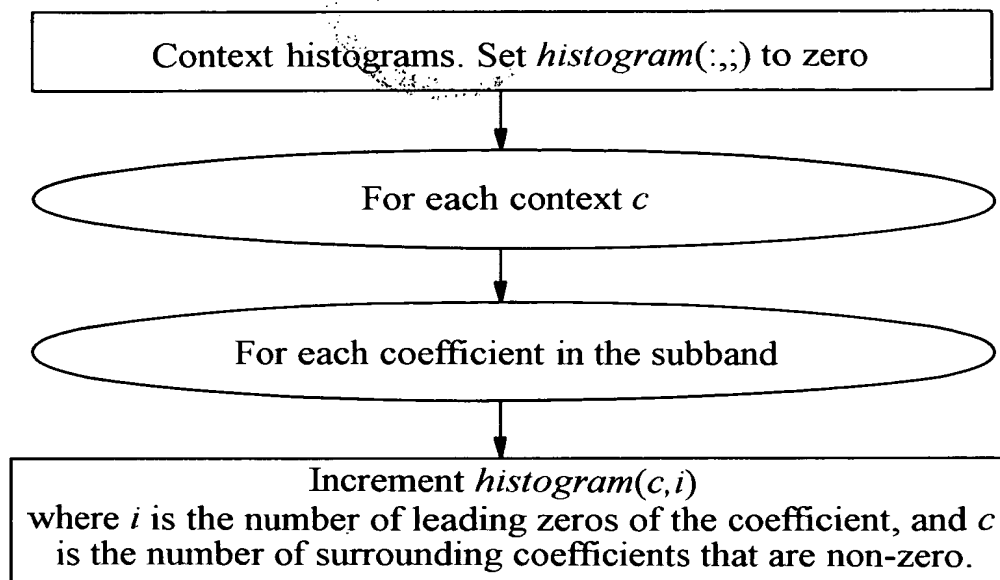 Context histograms. Set histogram(:,;) to zero
For each context c
For each coefficient in the subband
Increment histogram(c,i)
where i is the number of leading zeros of the coefficient, and c
is the number of surrounding coefficients that are non-zero.